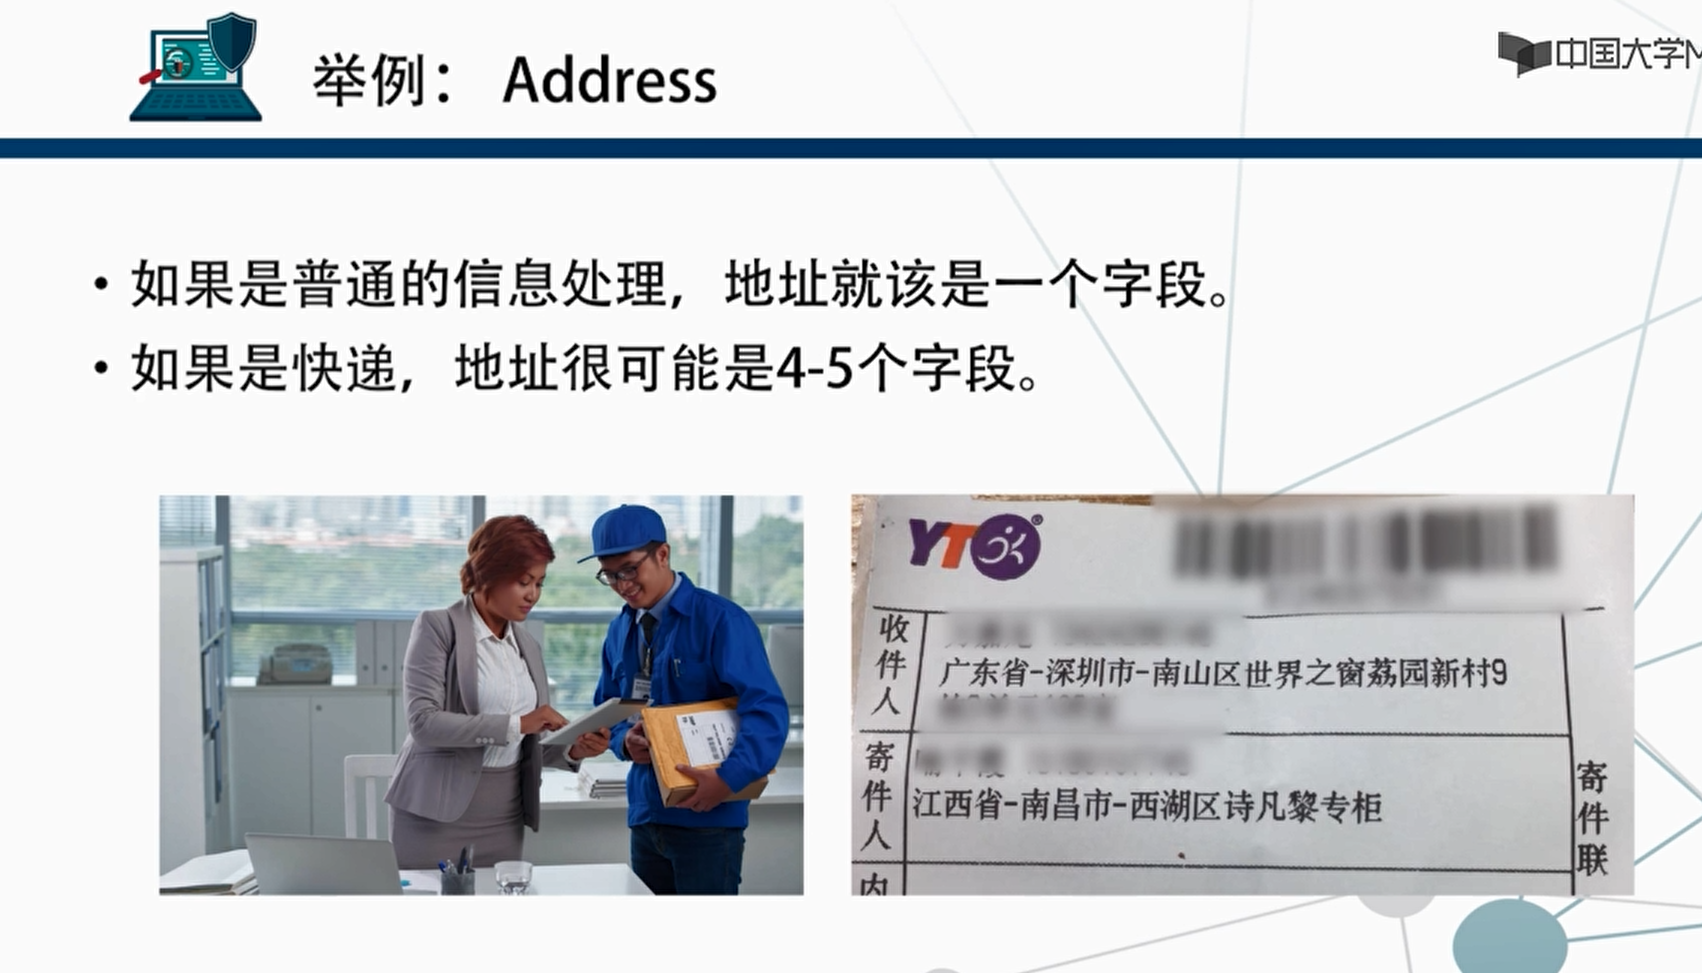 举例： Address
中国大学M
• 如果是普通的信息处理，地址就该是一个字段。
• 如果是快递，地址很可能是4-5个字段。
YTO
收件人
广东省-深圳市-南山区世界之窗荔园新村9
寄件人
江西省-南昌市-西湖区诗凡黎专柜
寄件联
内